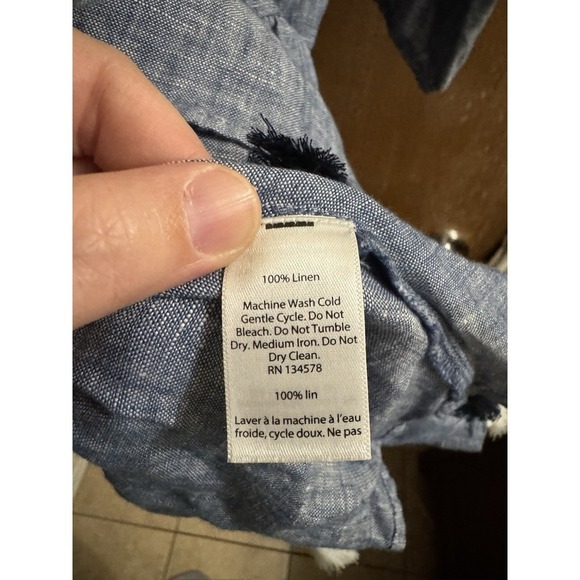 100% Linen
Machine Wash Cold
Gentle Cycle. Do Not
Bleach. Do Not Tumble
Dry. Medium Iron. Do Not
Dry Clean.
RN 134578
100% lin
Laver à la machine à l'eau
froide, cycle doux. Ne pas